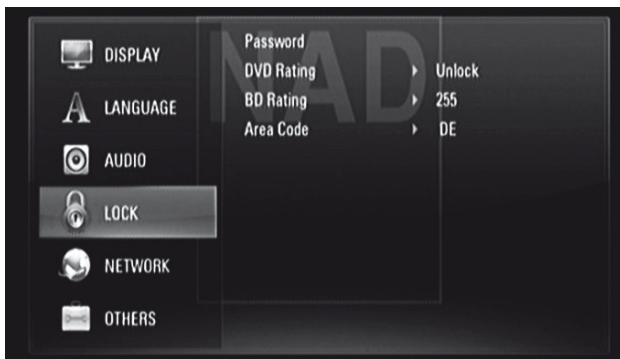 NAD
DISPLAY
LANGUAGE
AUDIO
LOCK
NETWORK
OTHERS
Password
DVD Rating Unlock
BD Rating 255
Area Code DE